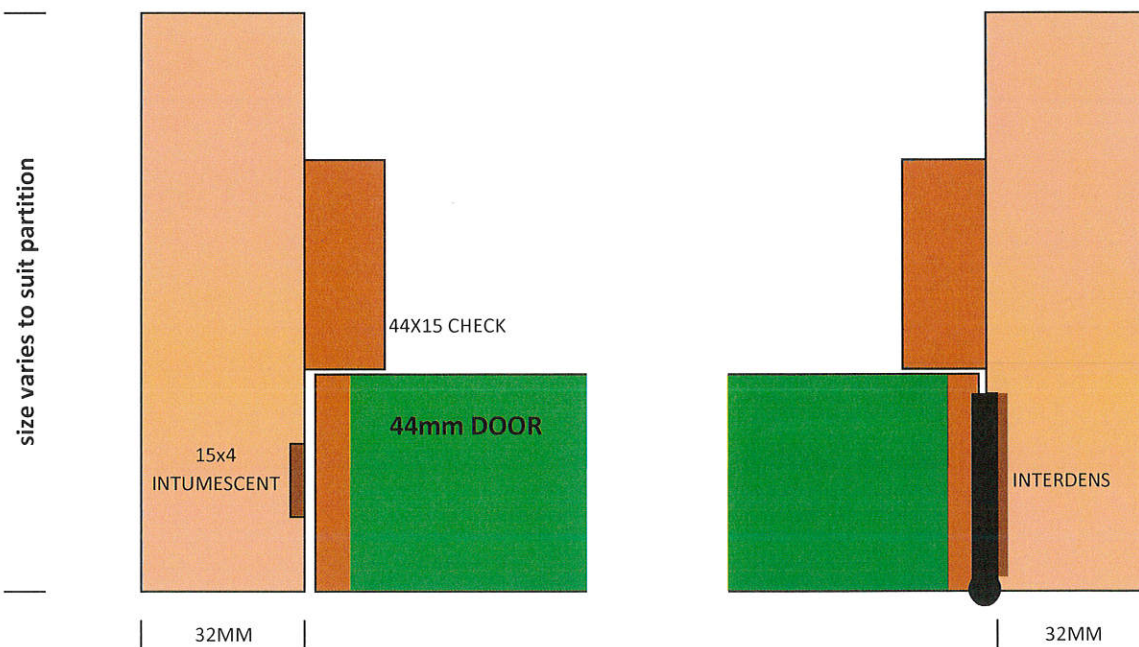 size varies to suit partition
44X15 CHECK
44mm DOOR
15x4
INTUMESCENT
INTERDENS
32MM
32MM